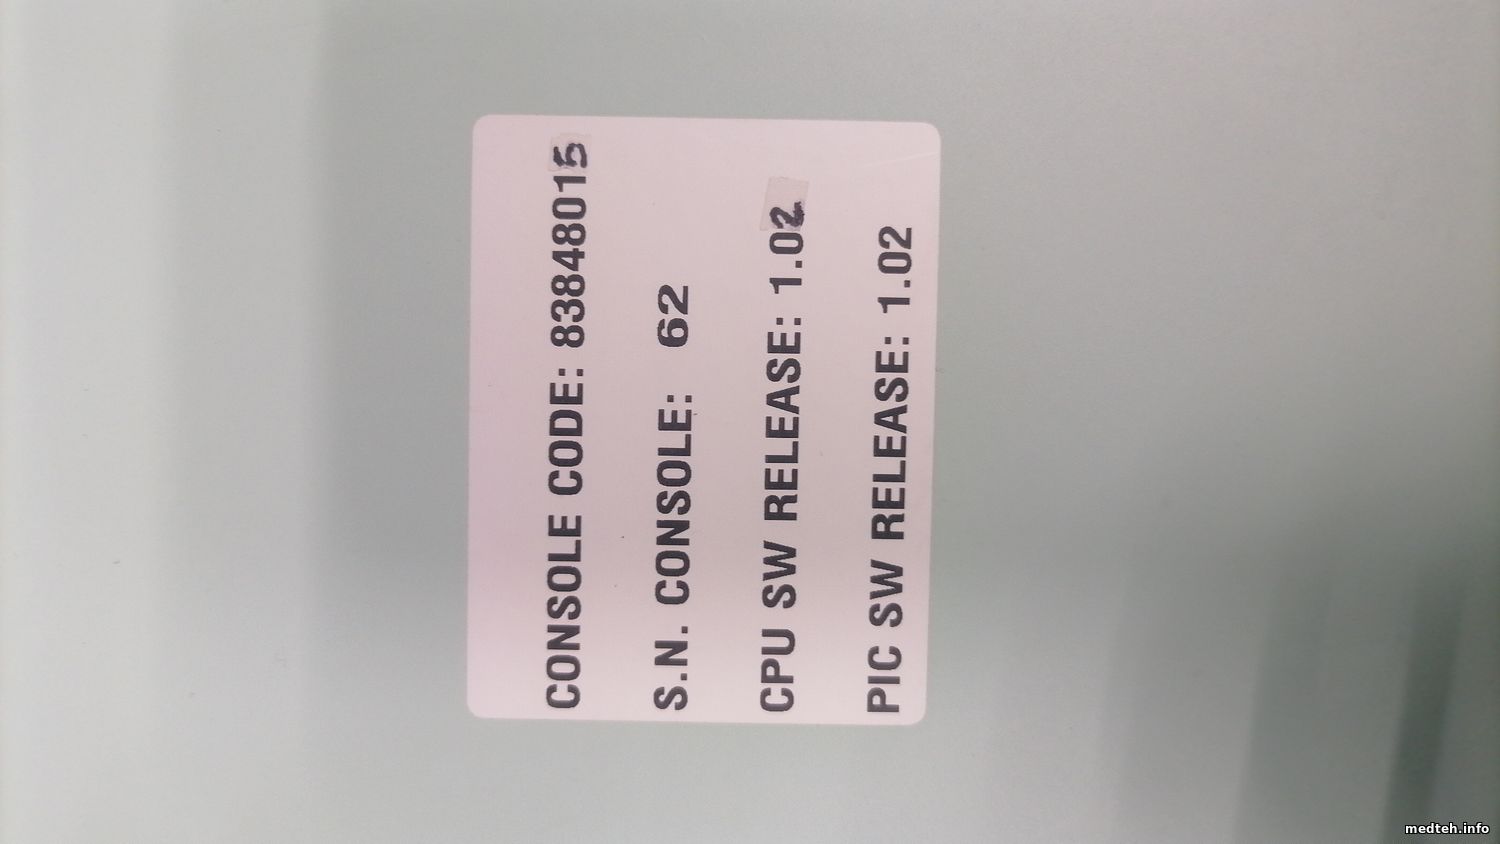 CONSOLE CODE: 83848015
S.N. CONSOLE: 62
CPU SW RELEASE: 1.02
PIC SW RELEASE: 1.02
medteh.info